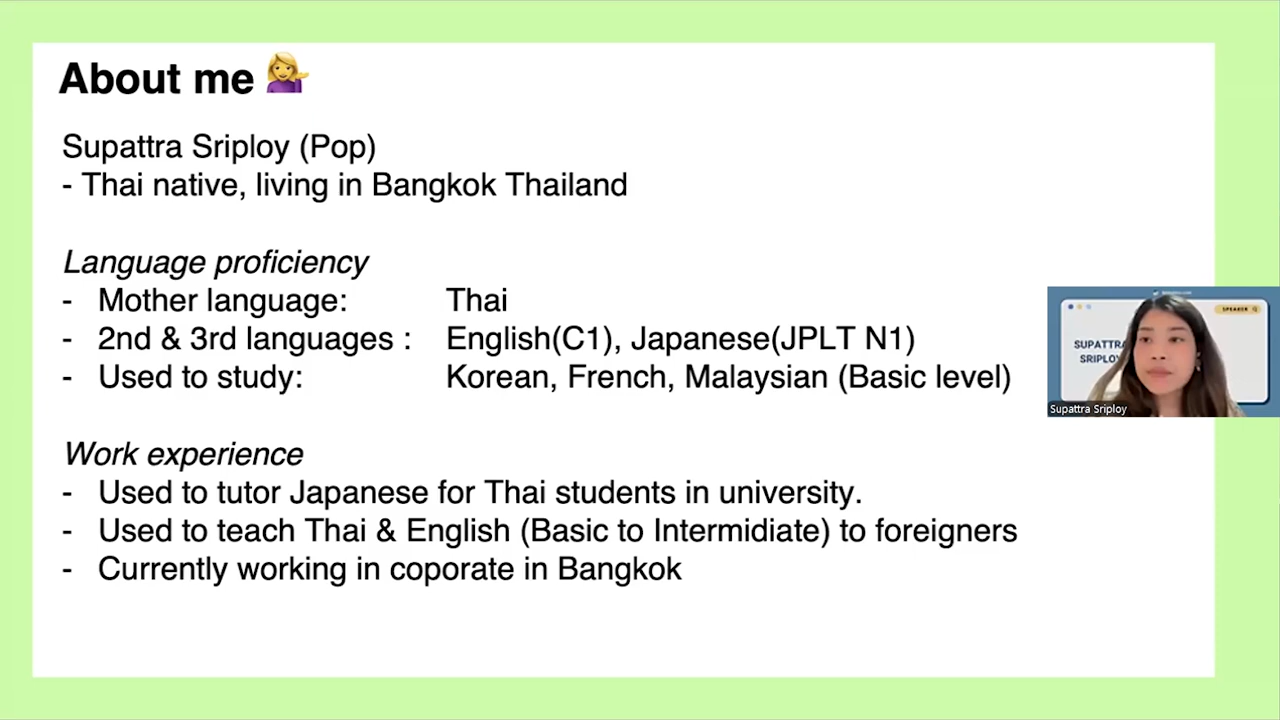 About me 💁‍♀️
Supattra Sriploy (Pop)
- Thai native, living in Bangkok Thailand
Language proficiency
- Mother language: Thai
- 2nd & 3rd languages : English(C1), Japanese(JPLT N1)
- Used to study: Korean, French, Malaysian (Basic level)
Work experience
- Used to tutor Japanese for Thai students in university.
- Used to teach Thai & English (Basic to Intermidiate) to foreigners
- Currently working in coporate in Bangkok
SPEAKER
SUPATTRA
SRIPLOY
Supattra Sriploy